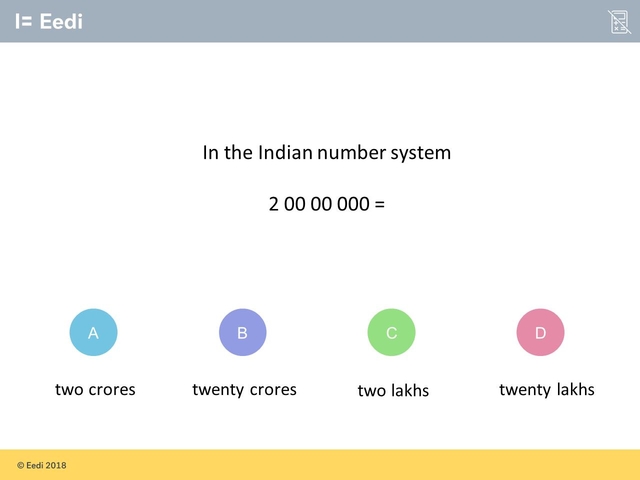 I= Eedi
In the Indian number system
2 00 00 000 =
A
B
C
D
two crores
twenty crores
two lakhs
twenty lakhs
© Eedi 2018